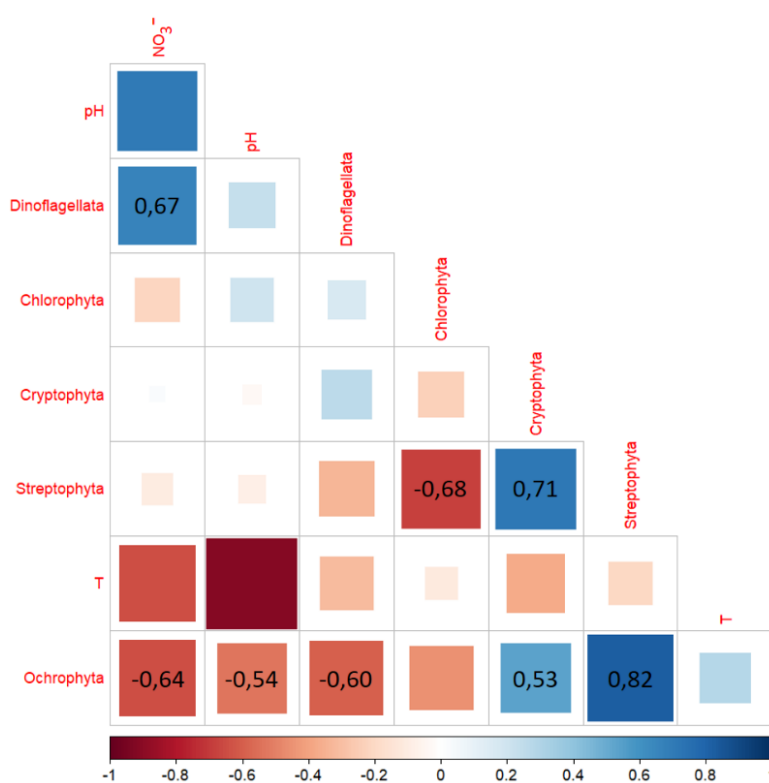 NO₃⁻
pH
pH
Dinoflagellata
0,67
Dinoflagellata
Chlorophyta
Chlorophyta
Cryptophyta
Cryptophyta
Streptophyta
-0,68
0,71
Streptophyta
T
T
Ochrophyta
-0,64
-0,54
-0,60
0,53
0,82
-1
-0.8
-0.6
-0.4
-0.2
0
0.2
0.4
0.6
0.8